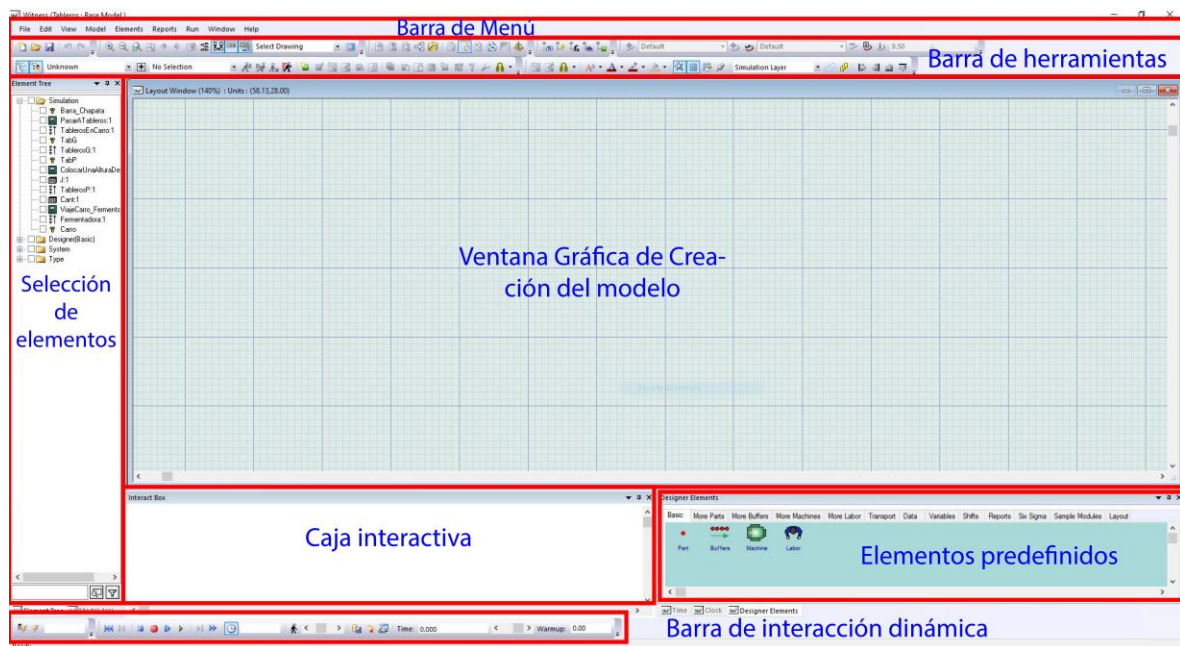 Witness (Tableros : Base Model)
File Edit View Model Elements Reports Run Window Help
Barra de Menú
Select Drawing
Default
Default
9.50
Barra de herramientas
Unknown
No Selection
Simulation Layer
Element Tree
Layout Window (140%) : Units : (58.13,28.00)
Simulation
Barra_Chapata
PasarATableros:1
TablerosEnCarro:1
TabG
TablerosG:1
TabP
ColocarUnaAlturaDe
J:1
TablerosP:1
Cant:1
ViajeCarro_Fermenta
Fermentadora:1
Carro
Designer(Basic)
System
Type
Selección
de
elementos
Ventana Gráfica de Crea-
ción del modelo
Interact Box
Caja interactiva
Designer Elements
Basic More Parts More Buffers More Machines More Labor Transport Data Variables Shifts Reports Six Sigma Sample Modules Layout
Part Buffers Machine Labor
Elementos predefinidos
Element Tree
Time Clock Designer Elements
Time: 0.000
Warmup: 0.00
Barra de interacción dinámica